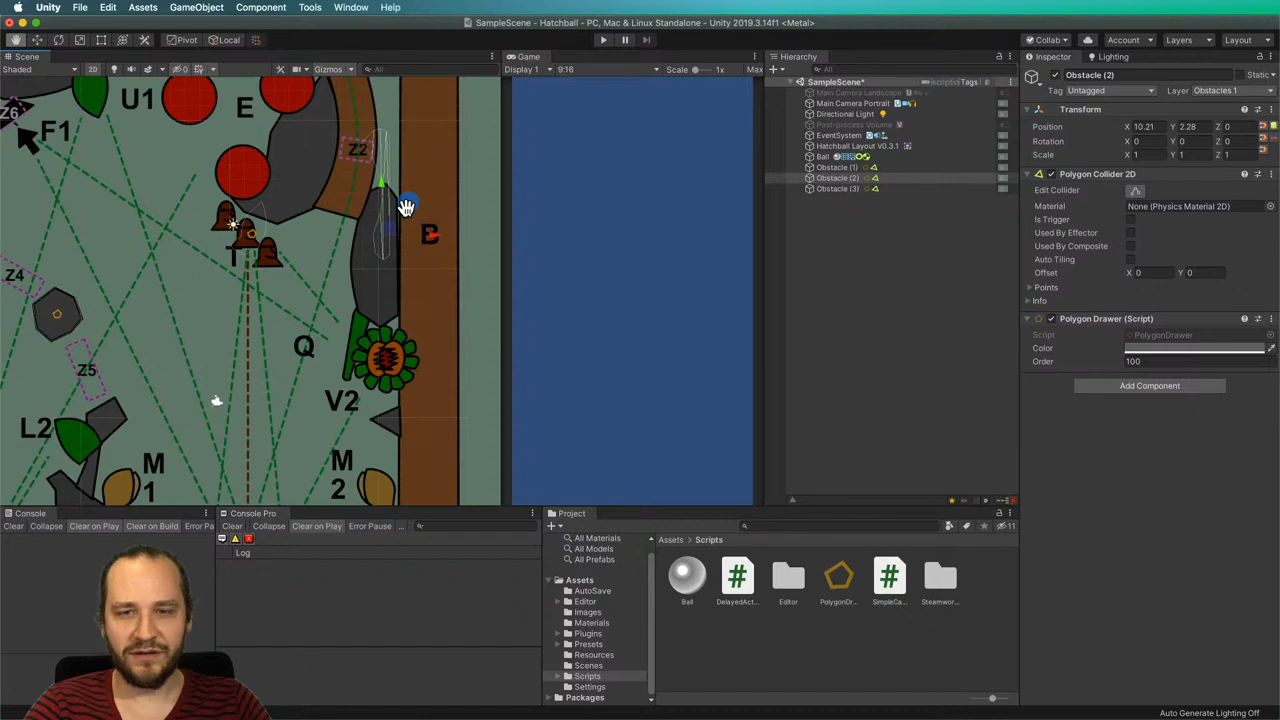 Unity File Edit Assets GameObject Component Tools Window Help
SampleScene - Hatchball - PC, Mac & Linux Standalone - Unity 2019.3.14f1 <Metal>
Pivot Local
Collab Account Layers Layout
Scene
Shaded 2D 0 Gizmos All
Z6
F1
U1
E
Z2
B
T
Z4
Q
Z5
V2
L2
M
1
M
2
Game
Display 1 9:16 Scale 1x Max
Hierarchy
All
SampleScene* Tags
Main Camera Landscape
Main Camera Portrait
Directional Light
Post-process Volume
EventSystem
Hatchball Layout V0.3.1
Ball
Obstacle (1)
Obstacle (2)
Obstacle (3)
Inspector Lighting
Obstacle (2) Static
Tag Untagged Layer Obstacles 1
Transform
Position X 10.21 Y 2.28 Z 0
Rotation X 0 Y 0 Z 0
Scale X 1 Y 1 Z 1
Polygon Collider 2D
Edit Collider
Material None (Physics Material 2D)
Is Trigger
Used By Effector
Used By Composite
Auto Tiling
Offset X 0 Y 0
Points
Info
Polygon Drawer (Script)
Script PolygonDrawer
Color
Order 100
Add Component
Console
Clear Collapse Clear on Play Clear on Build Error Pa
Console Pro
Clear Collapse Clear on Play Error Pause ...
Log
Project
11
All Materials
All Models
All Prefabs
Assets
AutoSave
Editor
Images
Materials
Plugins
Presets
Resources
Scenes
Scripts
Settings
Packages
Assets > Scripts
Ball DelayedAct... Editor PolygonDr... SimpleCa... Steamwor...
Auto Generate Lighting Off